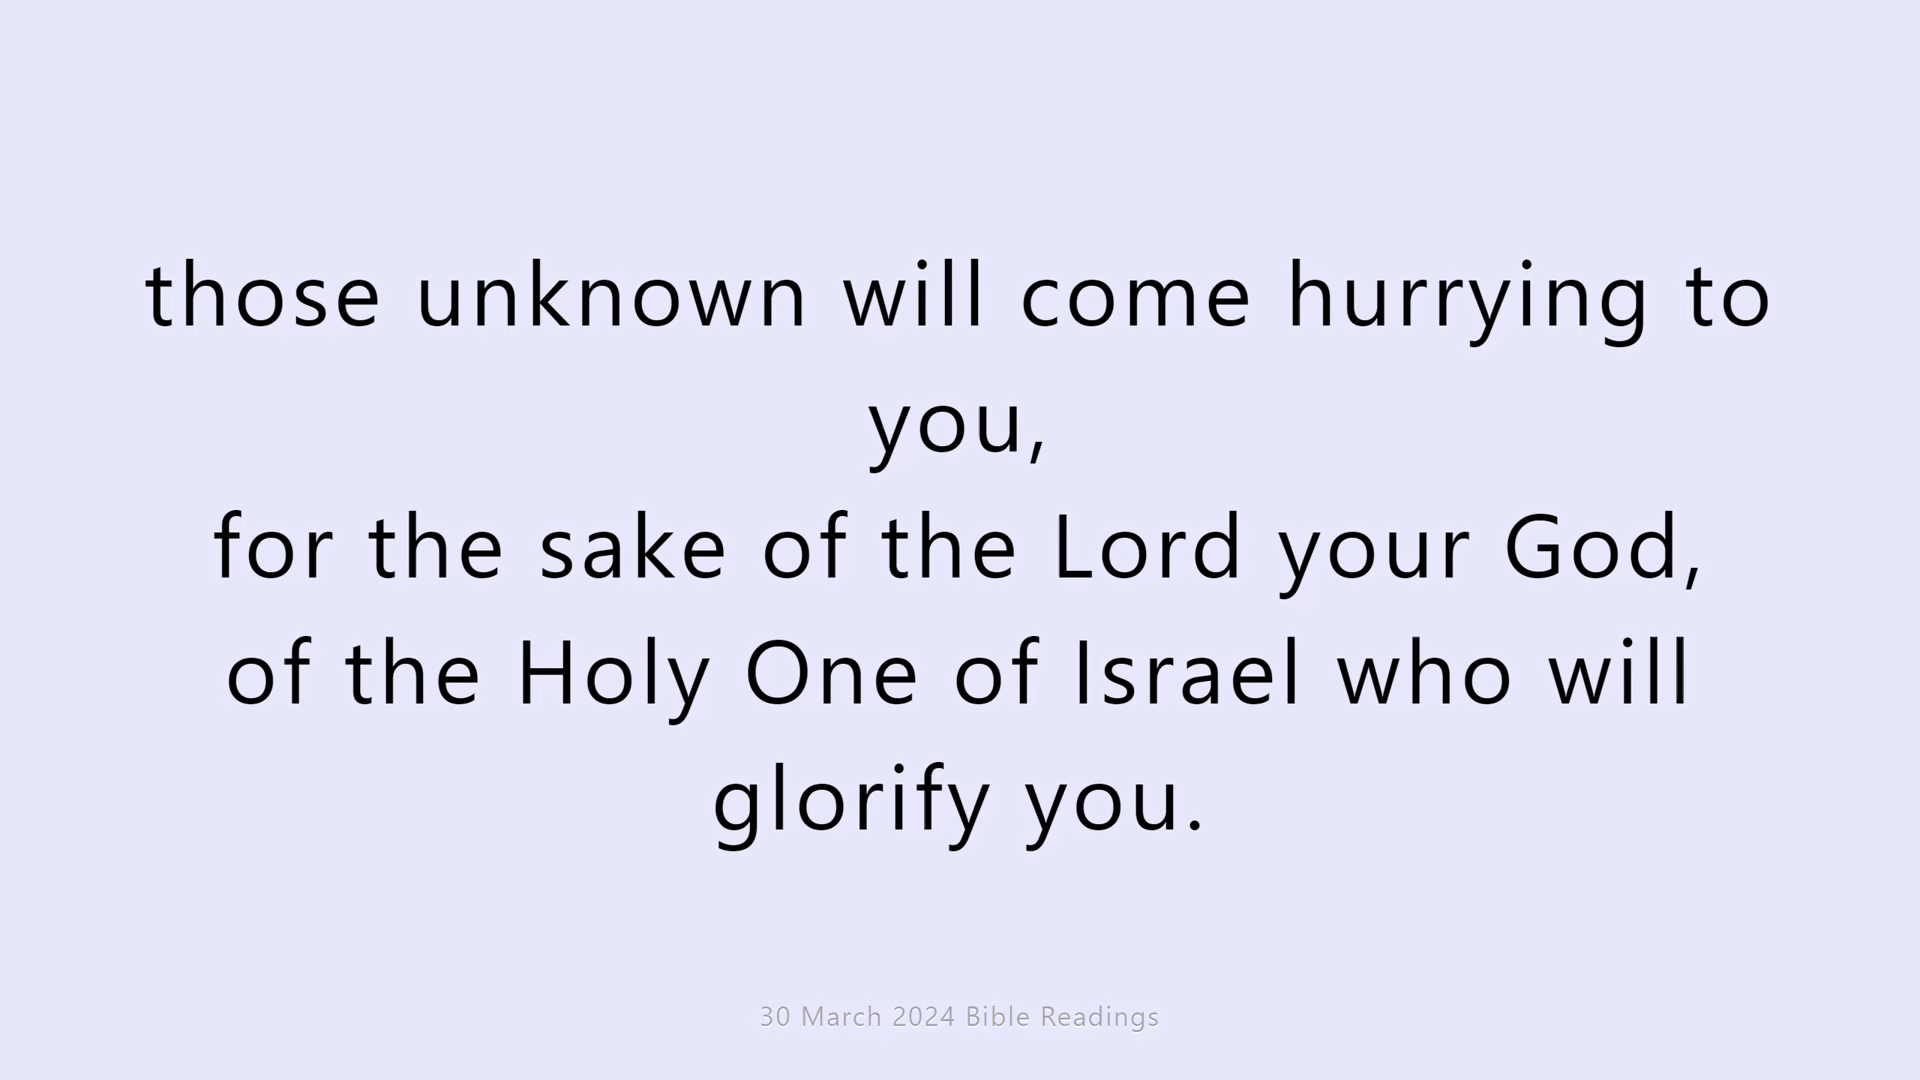 those unknown will come hurrying to
you,
for the sake of the Lord your God,
of the Holy One of Israel who will
glorify you.
30 March 2024 Bible Readings